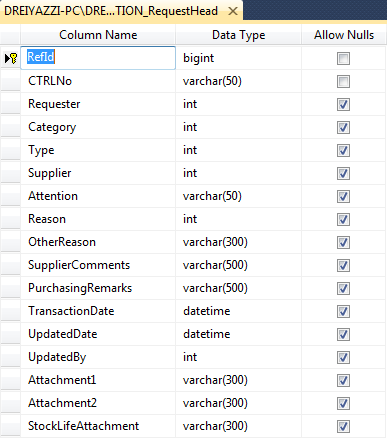 DREIYAZZI-PC\DRE...TION_RequestHead
Column Name Data Type Allow Nulls
RefId bigint
CTRLNo varchar(50)
Requester int
Category int
Type int
Supplier int
Attention varchar(50)
Reason int
OtherReason varchar(300)
SupplierComments varchar(500)
PurchasingRemarks varchar(500)
TransactionDate datetime
UpdatedDate datetime
UpdatedBy int
Attachment1 varchar(300)
Attachment2 varchar(300)
StockLifeAttachment varchar(300)